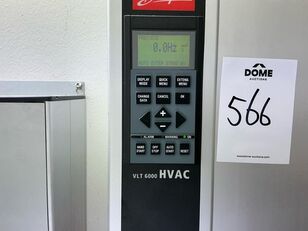 0.0Hz
DISPLAY MODE
QUICK MENU
EXTEND MENU
CHANGE DATA
CANCEL
OK
+
-
ALARM
WARNING
ON
HAND START
OFF STOP
AUTO START
RESET
VLT 6000 HVAC
DOME
AUCTIONS
566